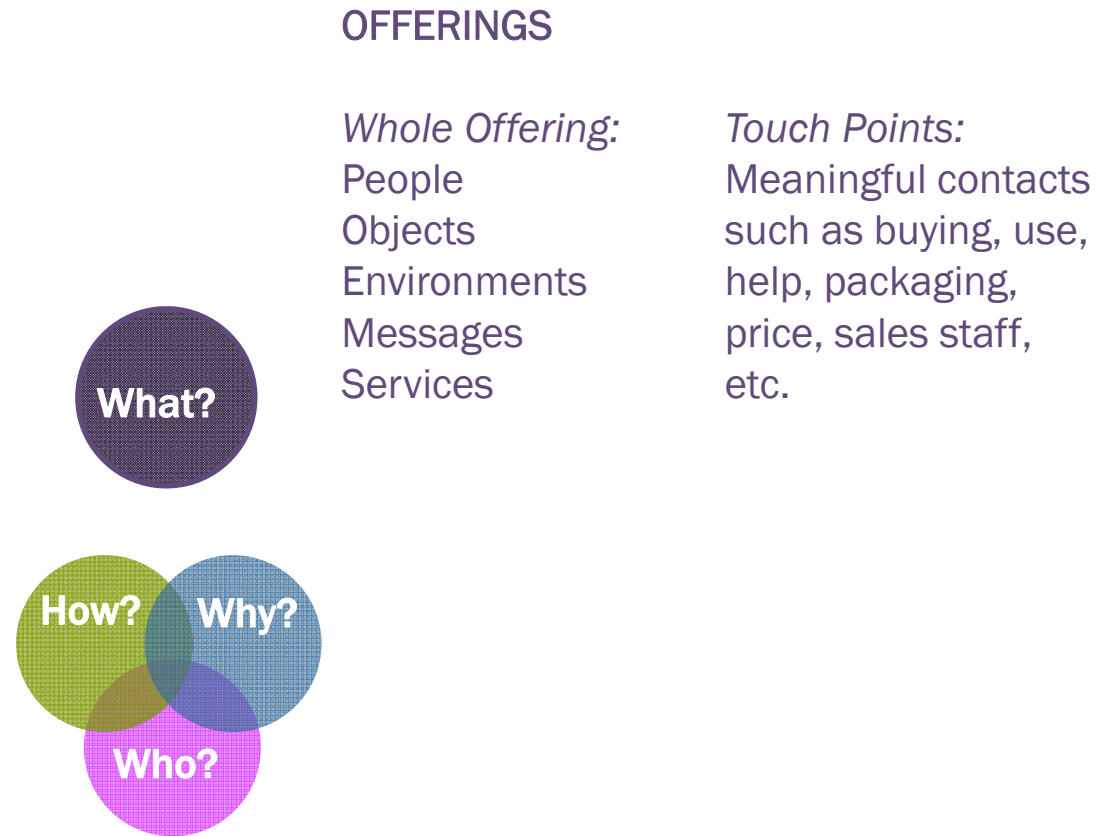 OFFERINGS
Whole Offering:
People
Objects
Environments
Messages
Services
Touch Points:
Meaningful contacts
such as buying, use,
help, packaging,
price, sales staff,
etc.
What?
How?
Why?
Who?